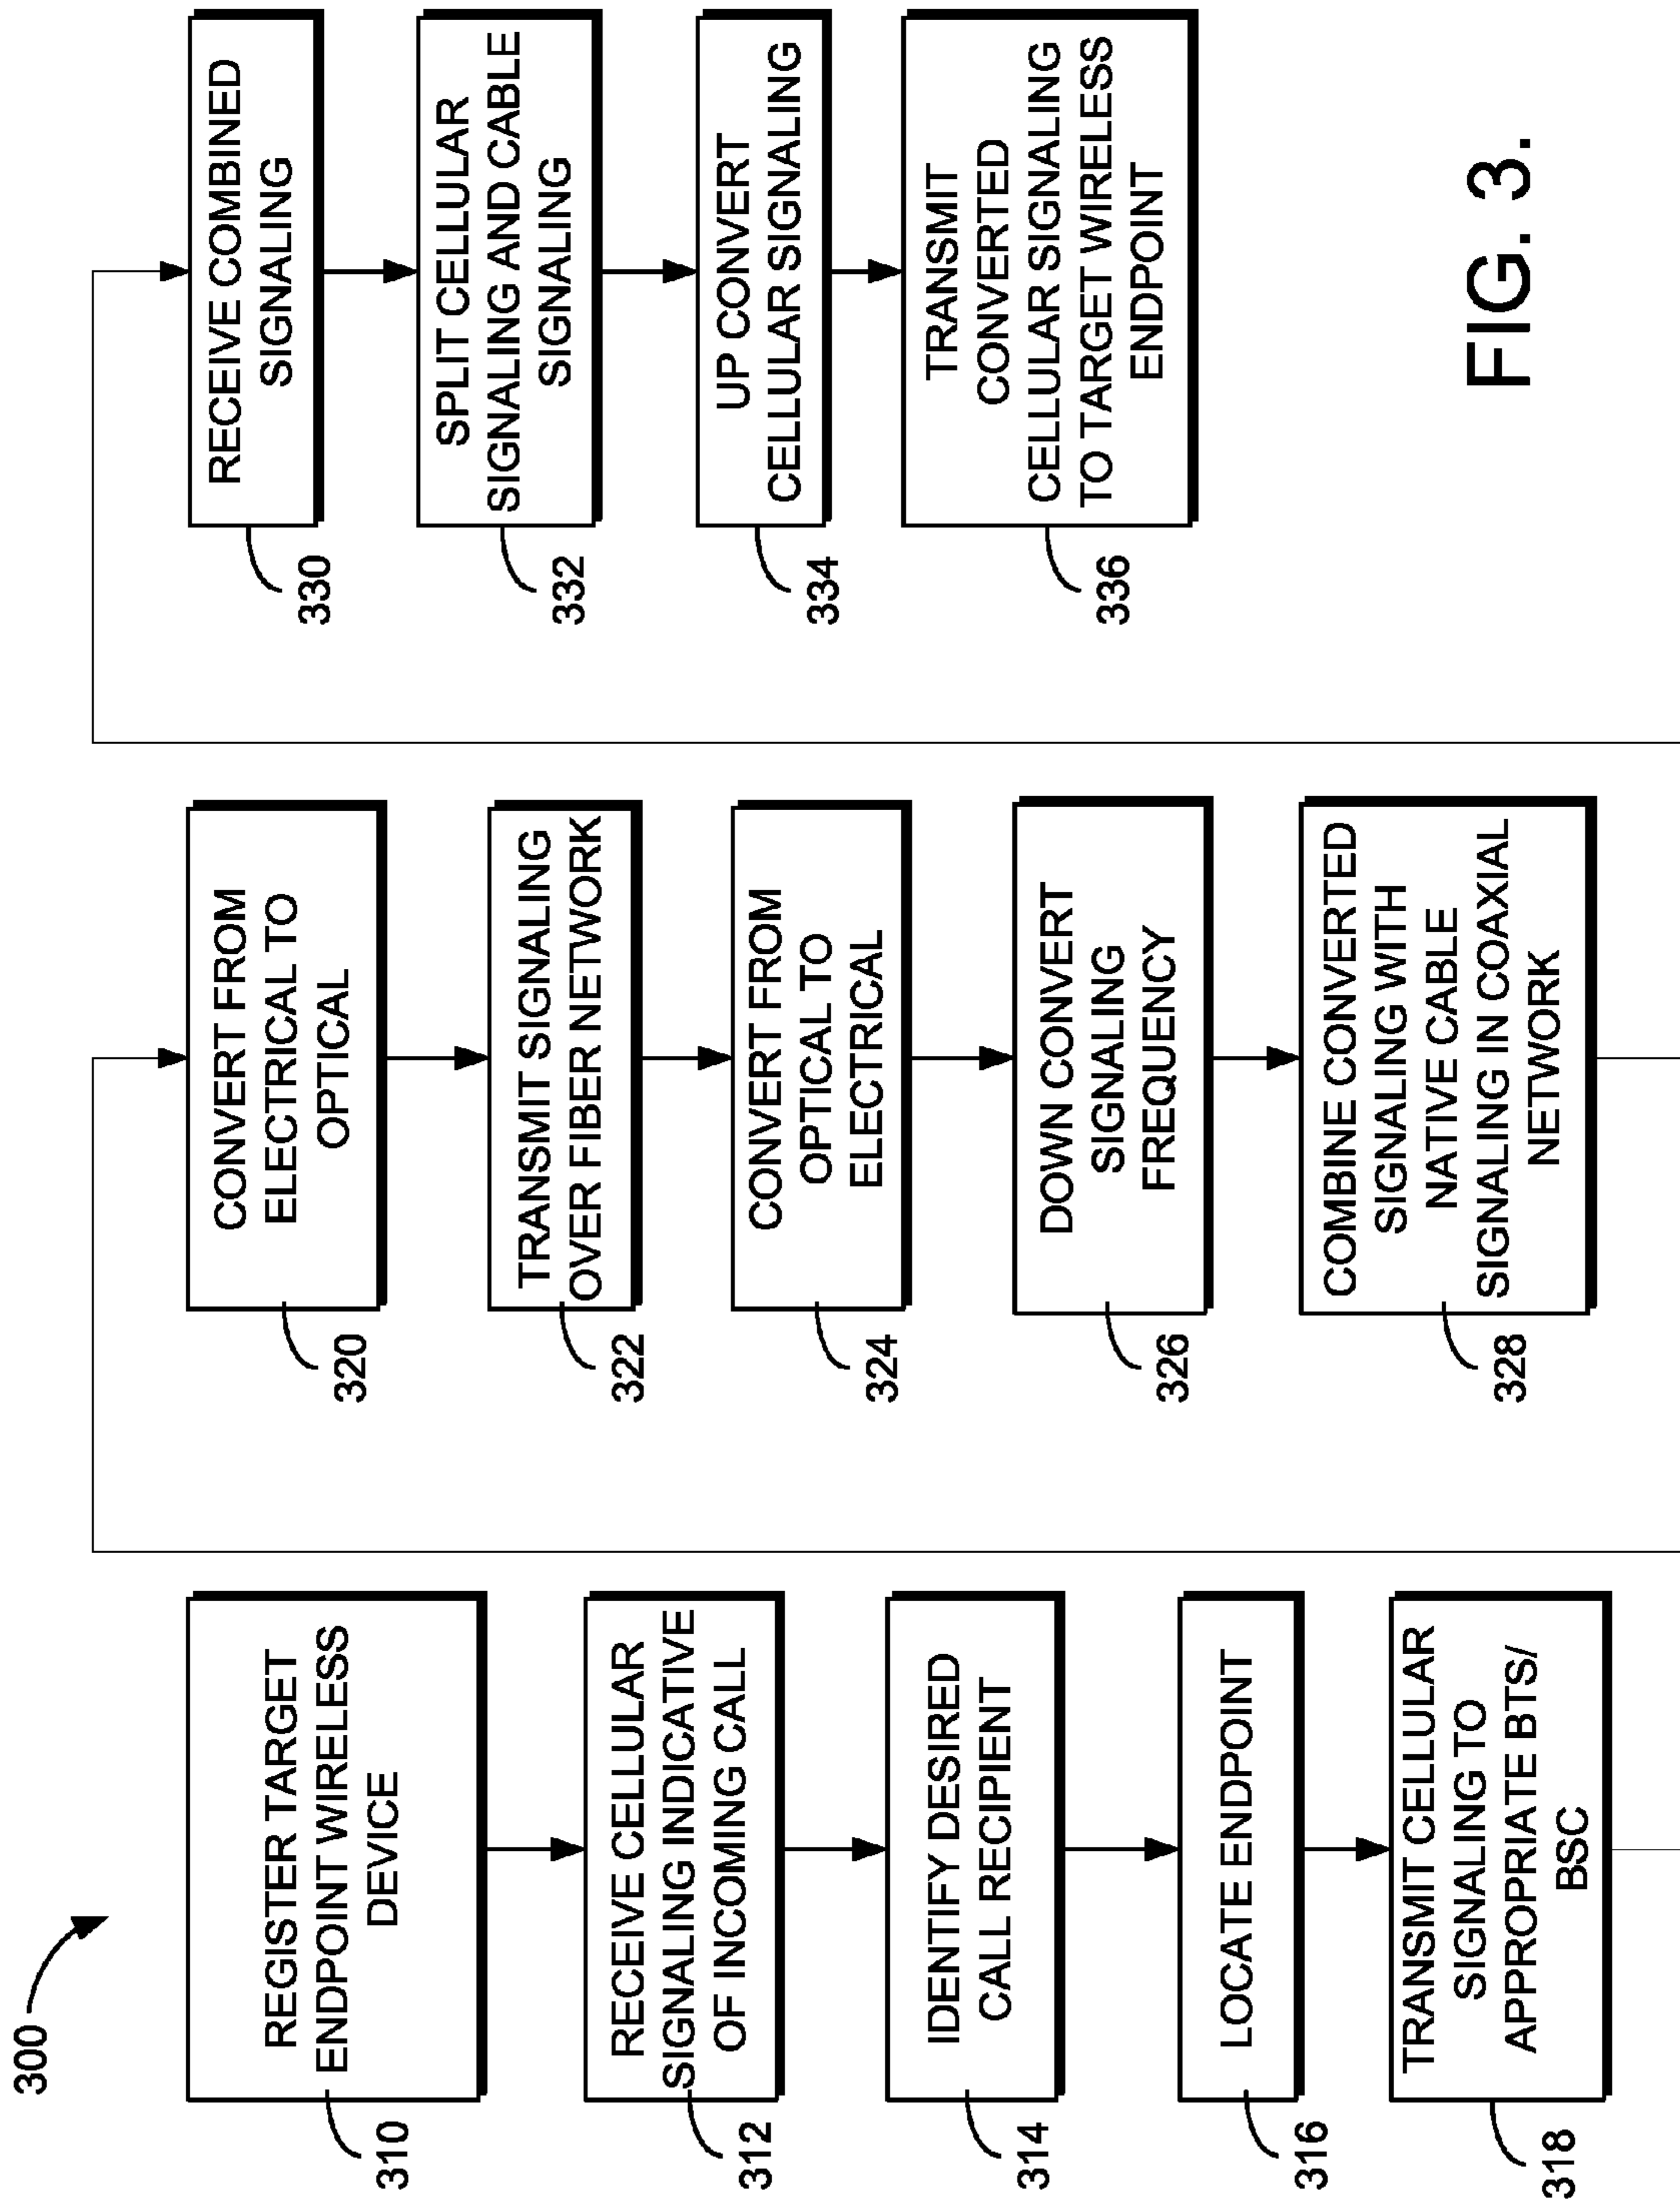 300
310
REGISTER TARGET
ENDPOINT WIRELESS
DEVICE
312
RECEIVE CELLULAR
SIGNALING INDICATIVE
OF INCOMING CALL
314
IDENTIFY DESIRED
CALL RECIPIENT
316
LOCATE ENDPOINT
318
TRANSMIT CELLULAR
SIGNALING TO
APPROPRIATE BTS/
BSC
320
CONVERT FROM
ELECTRICAL TO
OPTICAL
322
TRANSMIT SIGNALING
OVER FIBER NETWORK
324
CONVERT FROM
OPTICAL TO
ELECTRICAL
326
DOWN CONVERT
SIGNALING
FREQUENCY
328
COMBINE CONVERTED
SIGNALING WITH
NATIVE CABLE
SIGNALING IN COAXIAL
NETWORK
330
RECEIVE COMBINED
SIGNALING
332
SPLIT CELLULAR
SIGNALING AND CABLE
SIGNALING
334
UP CONVERT
CELLULAR SIGNALING
336
TRANSMIT
CONVERTED
CELLULAR SIGNALING
TO TARGET WIRELESS
ENDPOINT
FIG. 3.